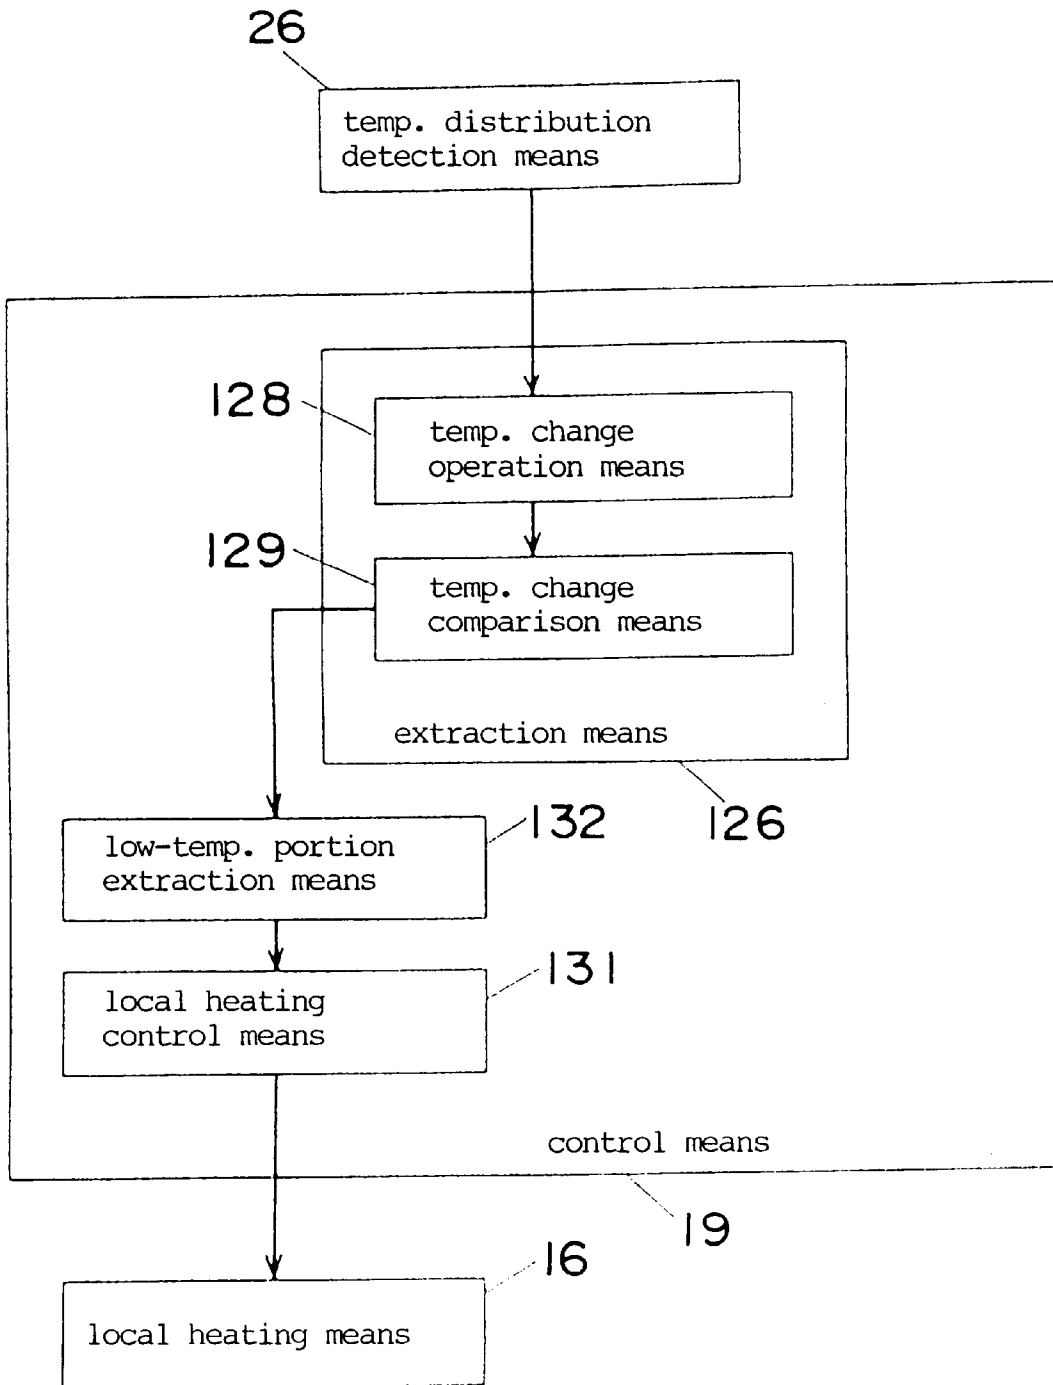 26
temp. distribution
detection means
128
temp. change
operation means
129
temp. change
comparison means
extraction means
126
132
low-temp. portion
extraction means
131
local heating
control means
control means
19
16
local heating means